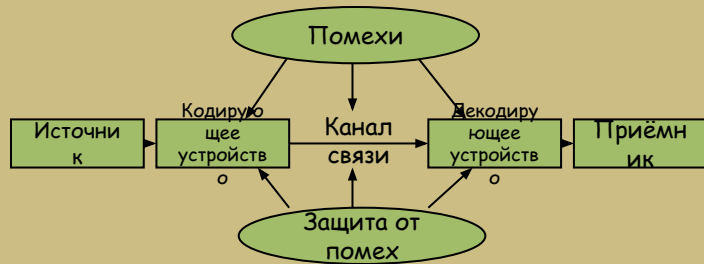 Помехи
Источни
к
Кодирую
щее
устройств
о
Канал
связи
Декодиру
ющее
устройств
о
Приёмн
ик
Защита от
помех